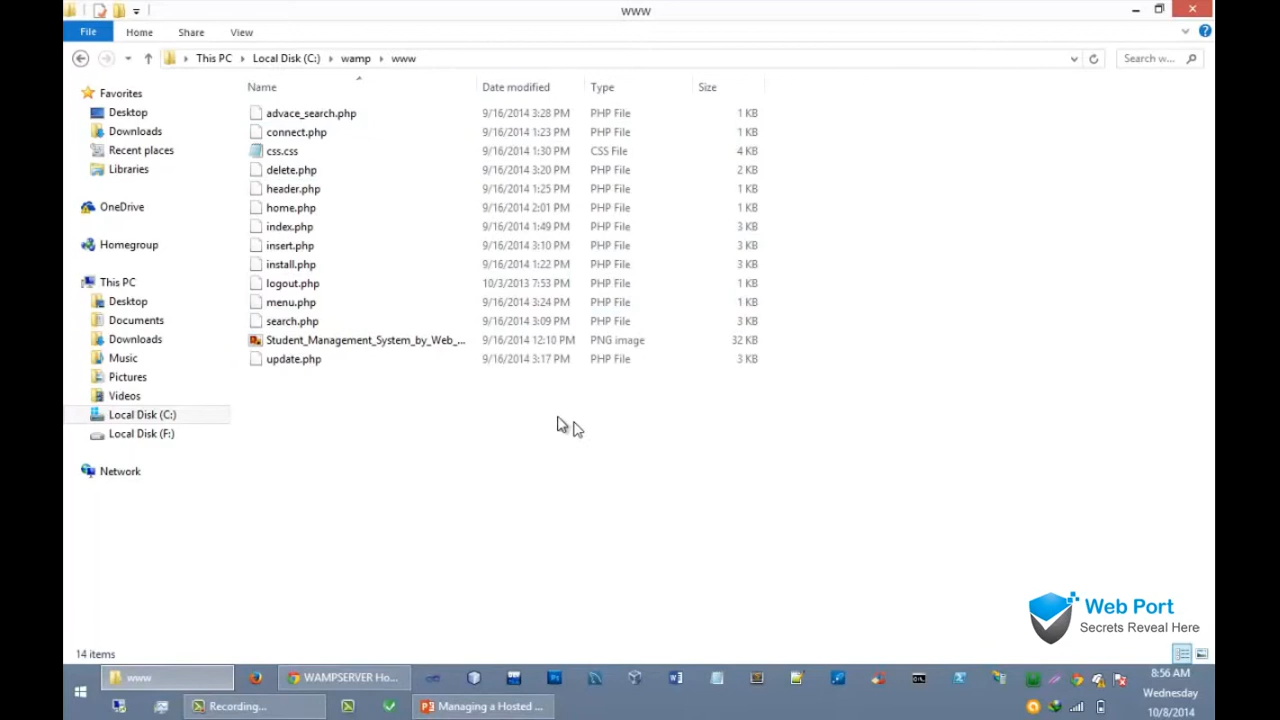 www
File Home Share View
This PC Local Disk (C:) wamp www Search w...
Name Date modified Type Size
Favorites
Desktop
Downloads
Recent places
Libraries
OneDrive
Homegroup
This PC
Desktop
Documents
Downloads
Music
Pictures
Videos
Local Disk (C:)
Local Disk (F:)
Network
advace_search.php 9/16/2014 3:28 PM PHP File 1 KB
connect.php 9/16/2014 1:23 PM PHP File 1 KB
css.css 9/16/2014 1:30 PM CSS File 4 KB
delete.php 9/16/2014 3:20 PM PHP File 2 KB
header.php 9/16/2014 1:25 PM PHP File 1 KB
home.php 9/16/2014 2:01 PM PHP File 1 KB
index.php 9/16/2014 1:49 PM PHP File 3 KB
insert.php 9/16/2014 3:10 PM PHP File 3 KB
install.php 9/16/2014 1:22 PM PHP File 3 KB
logout.php 10/3/2013 7:53 PM PHP File 1 KB
menu.php 9/16/2014 3:24 PM PHP File 1 KB
search.php 9/16/2014 3:09 PM PHP File 3 KB
Student_Management_System_by_Web_... 9/16/2014 12:10 PM PNG image 32 KB
update.php 9/16/2014 3:17 PM PHP File 3 KB
Web Port
Secrets Reveal Here
14 items
www WAMPSERVER Ho... 8:56 AM
Wednesday
Recording... Managing a Hosted ... 10/8/2014